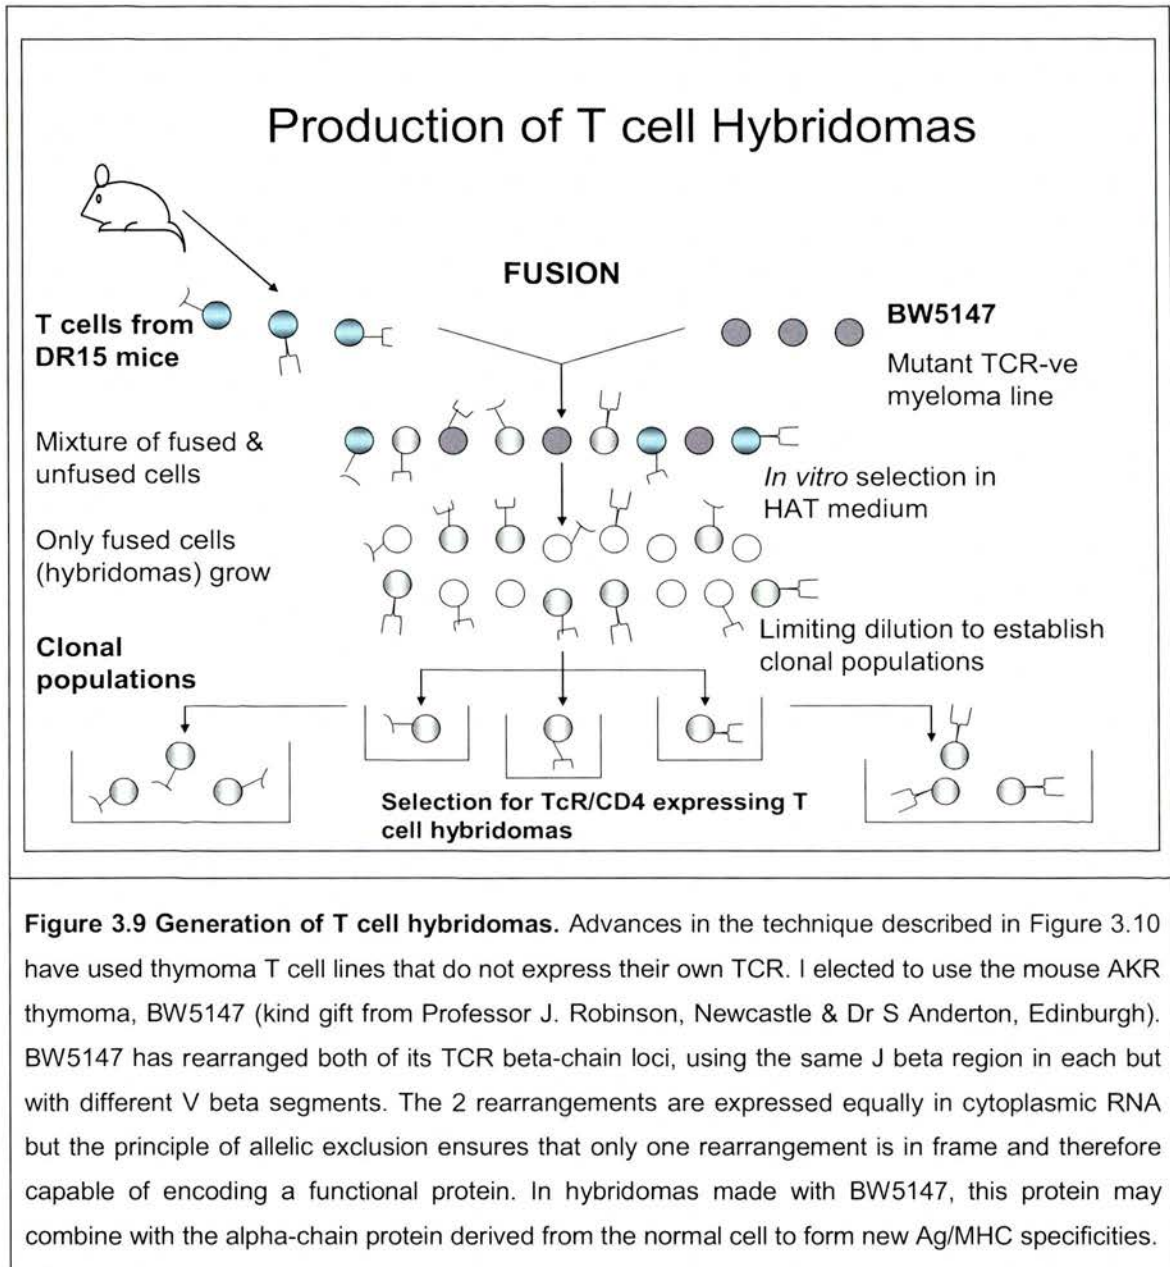 Production of T cell Hybridomas
FUSION
T cells from
DR15 mice
BW5147
Mutant TCR-ve
myeloma line
Mixture of fused &
unfused cells
In vitro selection in
HAT medium
Only fused cells
(hybridomas) grow
Limiting dilution to establish
clonal populations
Clonal
populations
Selection for TcR/CD4 expressing T
cell hybridomas
Figure 3.9 Generation of T cell hybridomas. Advances in the technique described in Figure 3.10
have used thymoma T cell lines that do not express their own TCR. I elected to use the mouse AKR
thymoma, BW5147 (kind gift from Professor J. Robinson, Newcastle & Dr S Anderton, Edinburgh).
BW5147 has rearranged both of its TCR beta-chain loci, using the same J beta region in each but
with different V beta segments. The 2 rearrangements are expressed equally in cytoplasmic RNA
but the principle of allelic exclusion ensures that only one rearrangement is in frame and therefore
capable of encoding a functional protein. In hybridomas made with BW5147, this protein may
combine with the alpha-chain protein derived from the normal cell to form new Ag/MHC specificities.